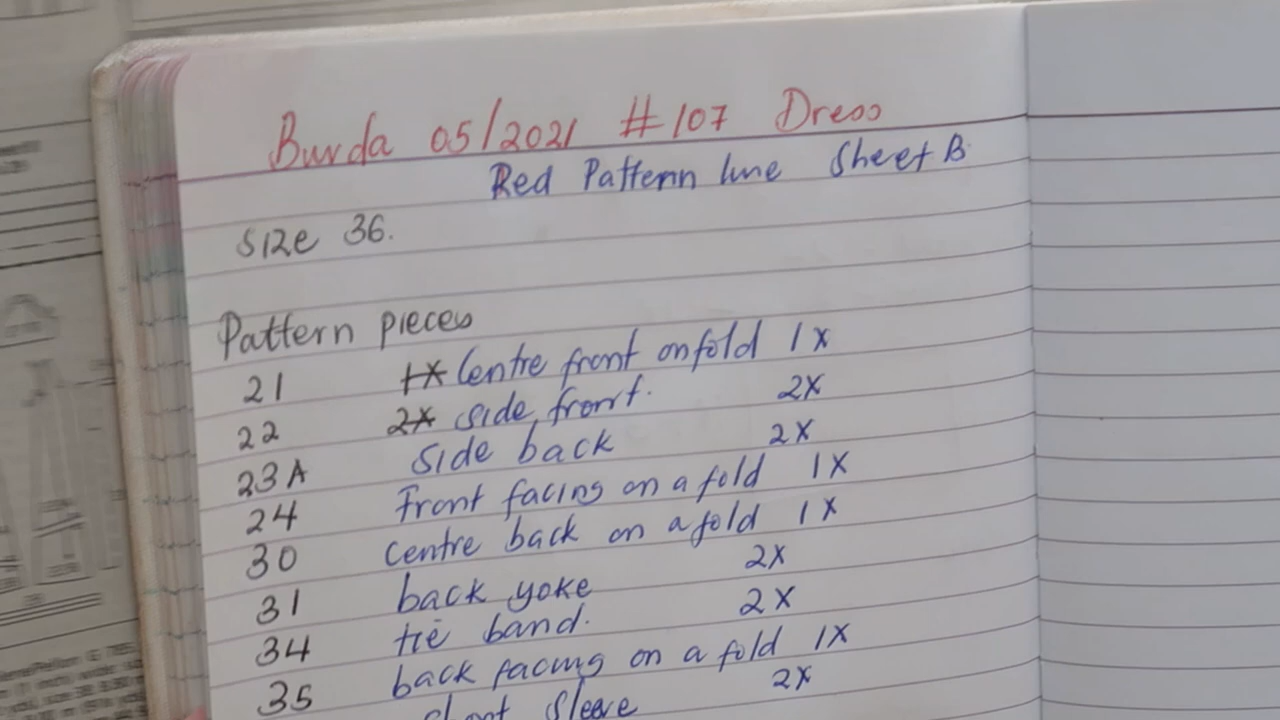 Burda 05/2021 #107 Dress
Red Pattern line Sheet B
Size 36.
Pattern pieces
21 1x Centre front on fold 1x
22 2x side front. 2x
23A Side back 2x
24 Front facing on a fold 1x
30 Centre back on a fold 1x
31 back yoke 2x
34 tie band. 2x
35 back facing on a fold 1x
short sleeve 2x